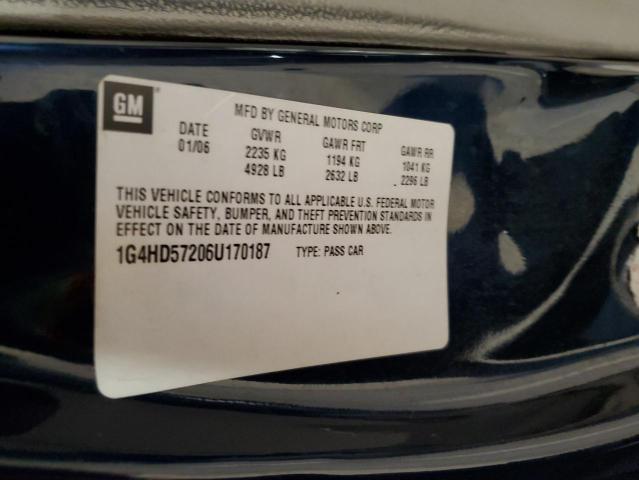 GM
MFD BY GENERAL MOTORS CORP
DATE GVWR GAWR FRT GAWR RR
01/06 2235 KG 1194 KG 1041 KG
4928 LB 2632 LB 2296 LB
THIS VEHICLE CONFORMS TO ALL APPLICABLE U.S. FEDERAL MOTOR
VEHICLE SAFETY, BUMPER, AND THEFT PREVENTION STANDARDS IN
EFFECT ON THE DATE OF MANUFACTURE SHOWN ABOVE.
1G4HD57206U170187 TYPE: PASS CAR